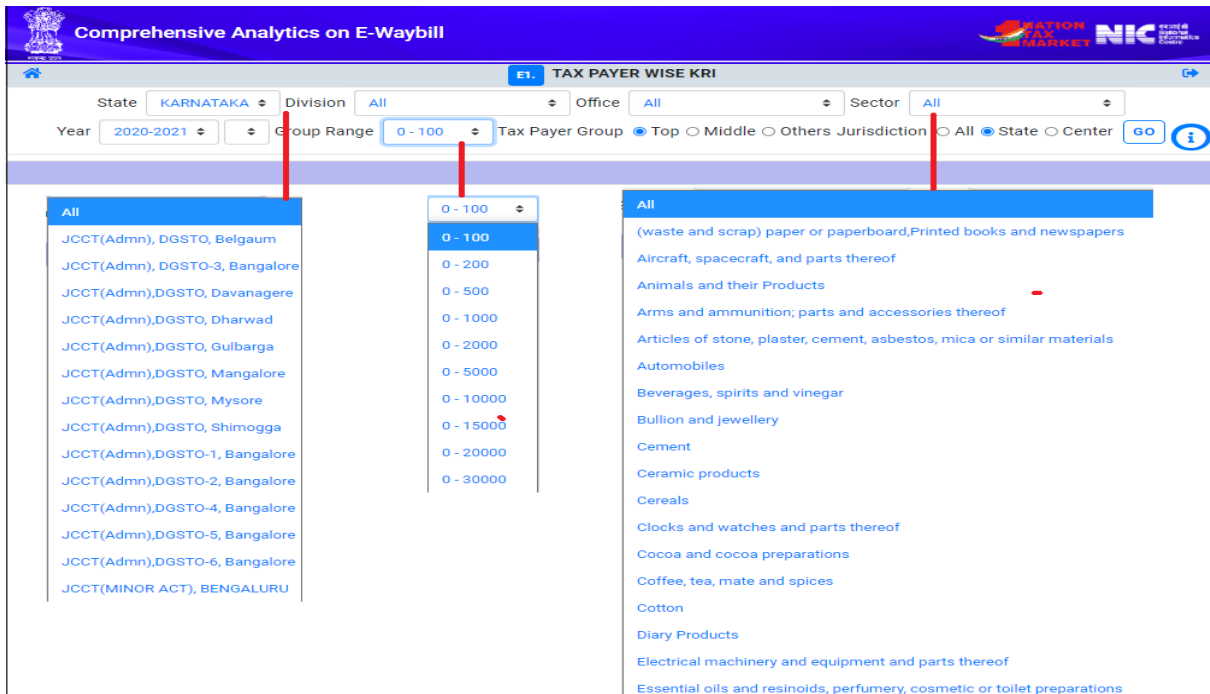 Comprehensive Analytics on E-Waybill
NATION
TAX
MARKET
NIC
National
Informatics
Centre
E1. TAX PAYER WISE KRI
State KARNATAKA Division All Office All Sector All
Year 2020-2021 Group Range 0 - 100 Tax Payer Group Top Middle Others Jurisdiction All State Center GO
i
All
JCCT(Admn), DGSTO, Belgaum
JCCT(Admn), DGSTO-3, Bangalore
JCCT(Admn),DGSTO, Davanagere
JCCT(Admn),DGSTO, Dharwad
JCCT(Admn),DGSTO, Gulbarga
JCCT(Admn),DGSTO, Mangalore
JCCT(Admn),DGSTO, Mysore
JCCT(Admn),DGSTO, Shimogga
JCCT(Admn),DGSTO-1, Bangalore
JCCT(Admn),DGSTO-2, Bangalore
JCCT(Admn),DGSTO-4, Bangalore
JCCT(Admn),DGSTO-5, Bangalore
JCCT(Admn),DGSTO-6, Bangalore
JCCT(MINOR ACT), BENGALURU
0 - 100
0 - 100
0 - 200
0 - 500
0 - 1000
0 - 2000
0 - 5000
0 - 10000
0 - 15000
0 - 20000
0 - 30000
All
(waste and scrap) paper or paperboard,Printed books and newspapers
Aircraft, spacecraft, and parts thereof
Animals and their Products
Arms and ammunition; parts and accessories thereof
Articles of stone, plaster, cement, asbestos, mica or similar materials
Automobiles
Beverages, spirits and vinegar
Bullion and jewellery
Cement
Ceramic products
Cereals
Clocks and watches and parts thereof
Cocoa and cocoa preparations
Coffee, tea, mate and spices
Cotton
Diary Products
Electrical machinery and equipment and parts thereof
Essential oils and resinoids, perfumery, cosmetic or toilet preparations